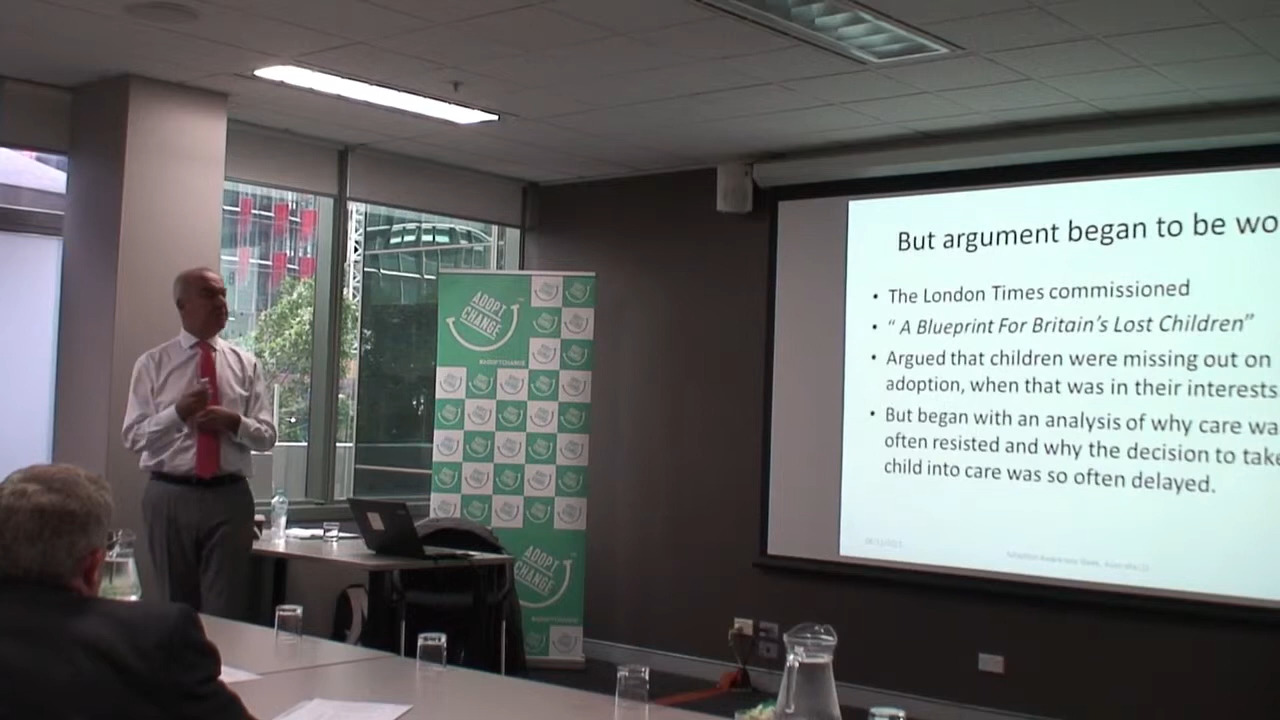 ADOPT
CHANGE
#ADOPTCHANGE
ADOPT
CHANGE
But argument began to be wo
• The London Times commissioned
• “ A Blueprint For Britain’s Lost Children”
• Argued that children were missing out on
adoption, when that was in their interests
• But began with an analysis of why care wa
often resisted and why the decision to take
child into care was so often delayed.